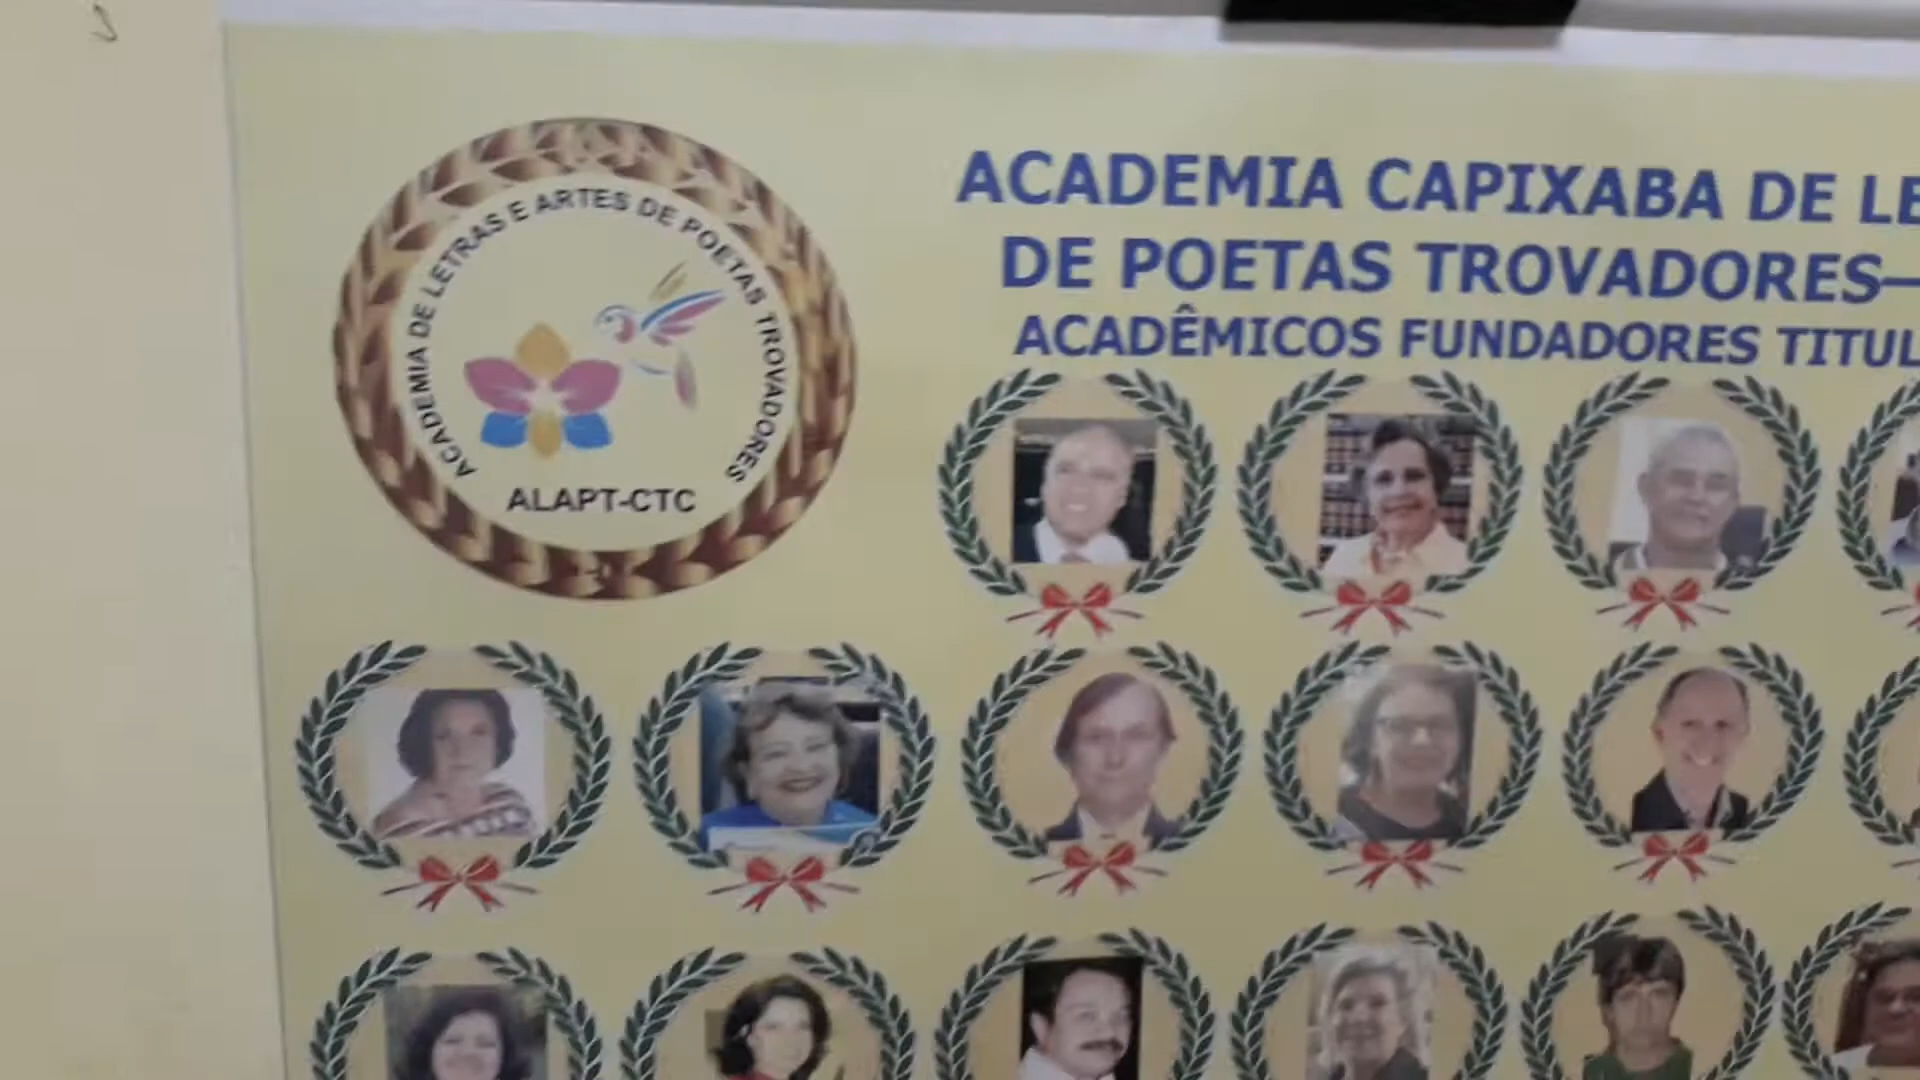 ACADEMIA DE LETRAS E ARTES DE POETAS TROVADORES
ALAPT-CTC
ACADEMIA CAPIXABA DE LE
DE POETAS TROVADORES—
ACADÊMICOS FUNDADORES TITUL